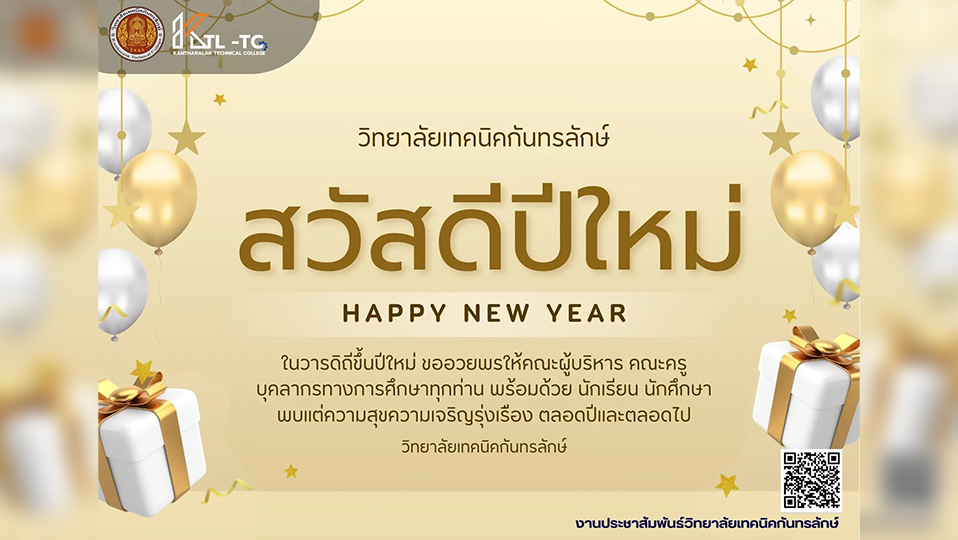 KTL -TC
KANTHARALAK TECHNICAL COLLEGE
วิทยาลัยเทคนิคกันทรลักษ์
สวัสดีปีใหม่
HAPPY NEW YEAR
ในวารดิถีขึ้นปีใหม่ ขออวยพรให้คณะผู้บริหาร คณะครู
บุคลากรทางการศึกษาทุกท่าน พร้อมด้วย นักเรียน นักศึกษา
พบแต่ความสุขความเจริญรุ่งเรื่อง ตลอดปีและตลอดไป
วิทยาลัยเทคนิคกันทรลักษ์
งานประชาสัมพันธ์วิทยาลัยเทคนิคกันทรลักษ์